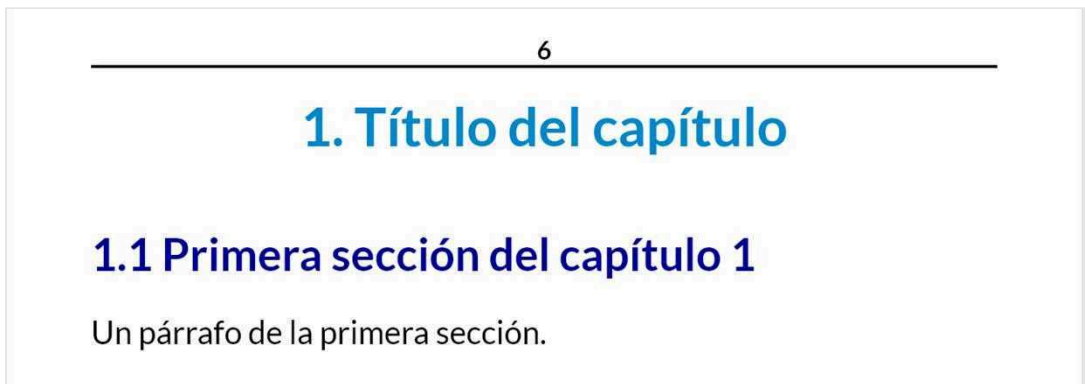 6
1. Título del capítulo
1.1 Primera sección del capítulo 1
Un párrafo de la primera sección.